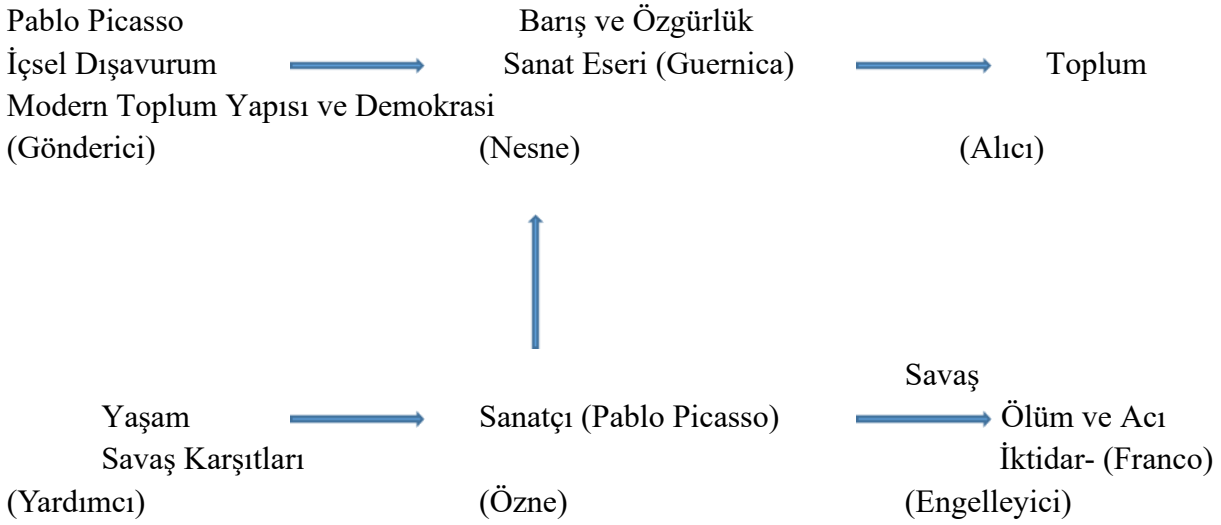 Pablo Picasso Barış ve Özgürlük
İçsel Dışavurum Sanat Eseri (Guernica) Toplum
Modern Toplum Yapısı ve Demokrasi
(Gönderici) (Nesne) (Alıcı)
Savaş
Yaşam Sanatçı (Pablo Picasso) Ölüm ve Acı
Savaş Karşıtları İktidar- (Franco)
(Yardımcı) (Özne) (Engelleyici)